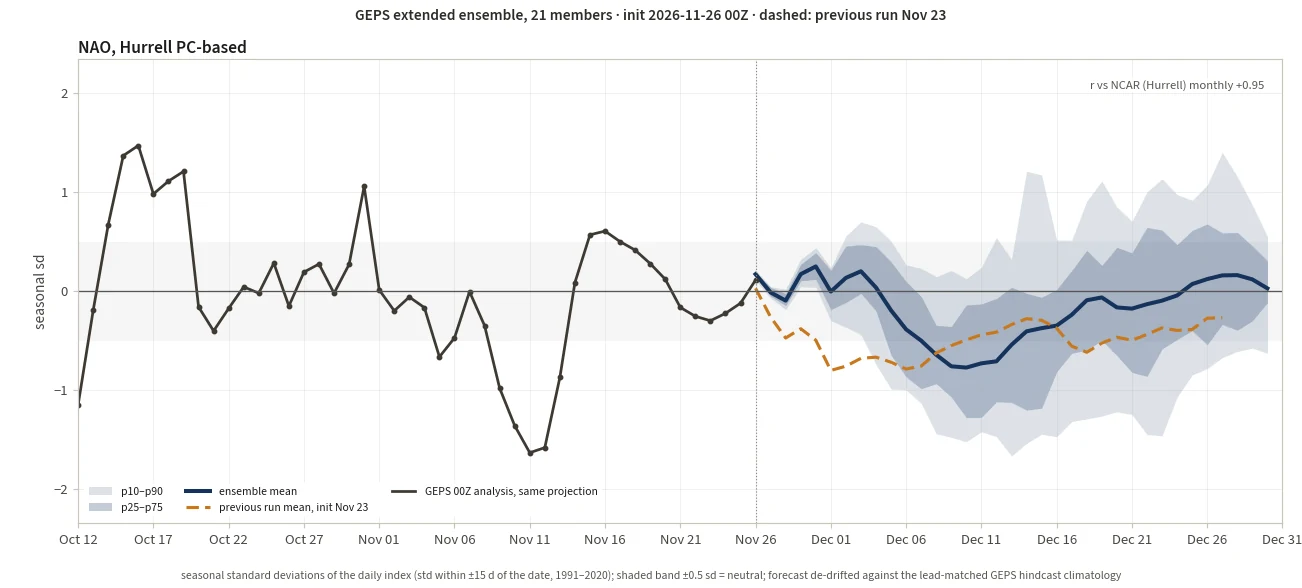 GEPS extended ensemble, 21 members · init 2026-11-26 00Z · dashed: previous run Nov 23
NAO, Hurrell PC-based
r vs NCAR (Hurrell) monthly +0.95
seasonal sd
2
1
0
−1
−2
p10–p90
p25–p75
ensemble mean
previous run mean, init Nov 23
GEPS 00Z analysis, same projection
Oct 12 Oct 17 Oct 22 Oct 27 Nov 01 Nov 06 Nov 11 Nov 16 Nov 21 Nov 26 Dec 01 Dec 06 Dec 11 Dec 16 Dec 21 Dec 26 Dec 31
seasonal standard deviations of the daily index (std within ±15 d of the date, 1991–2020); shaded band ±0.5 sd = neutral; forecast de-drifted against the lead-matched GEPS hindcast climatology